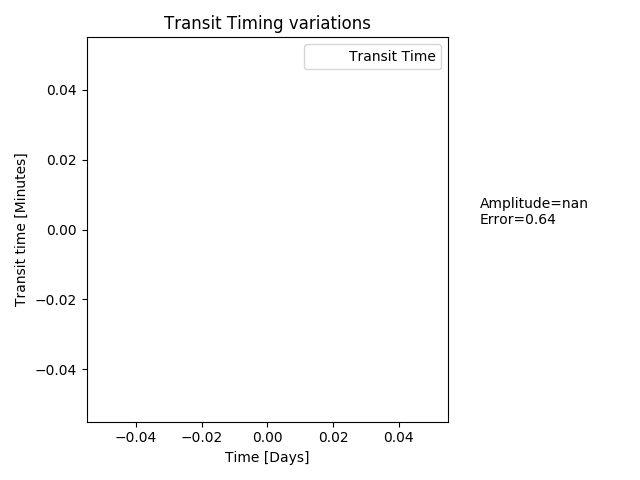 Transit Timing variations
Transit Time
0.04
0.02
0.00
−0.02
−0.04
Transit time [Minutes]
−0.04 −0.02 0.00 0.02 0.04
Time [Days]
Amplitude=nan
Error=0.64